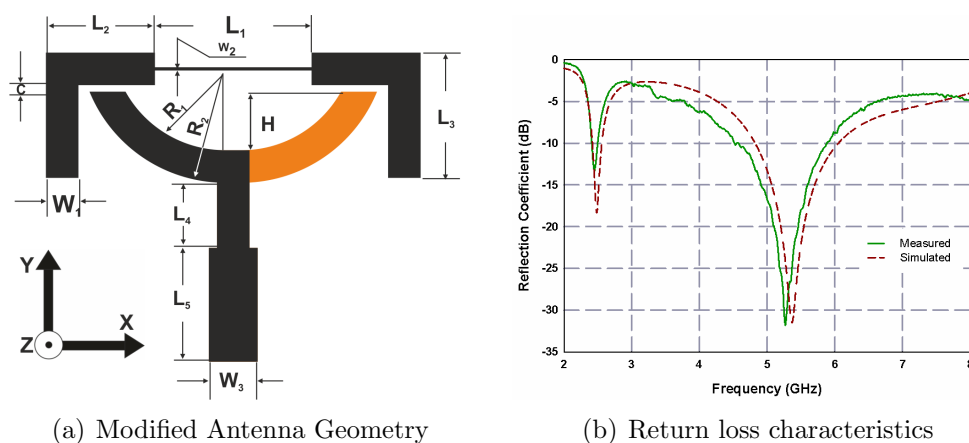 L2
L1
W2
C
R1
R2
H
L3
W1
L4
L5
Y
X
Z
W3
(a) Modified Antenna Geometry
0
-5
-10
-15
-20
-25
-30
-35
Reflection Coefficient (dB)
Measured
Simulated
2 3 4 5 6 7 8
Frequency (GHz)
(b) Return loss characteristics